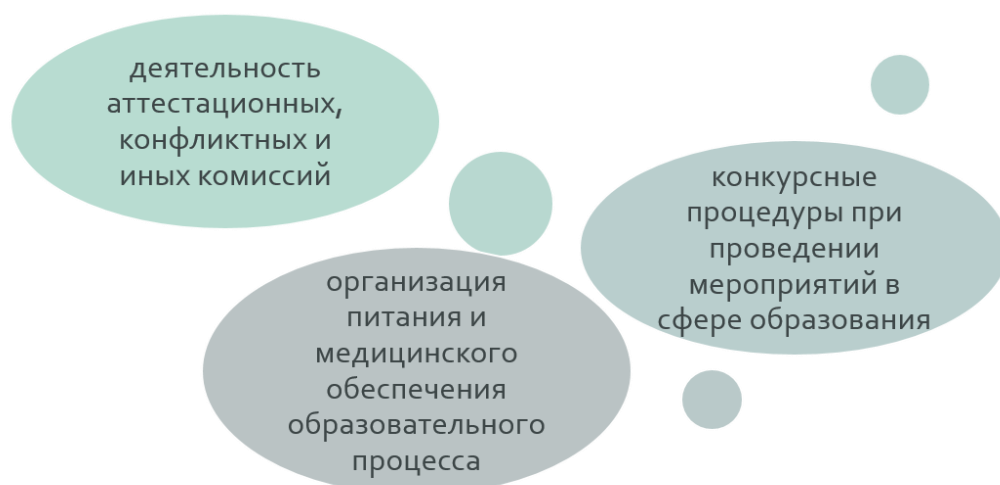 деятельность
аттестационных,
конфликтных и
иных комиссий
конкурсные
процедуры при
проведении
мероприятий в
сфере образования
организация
питания и
медицинского
обеспечения
образовательного
процесса